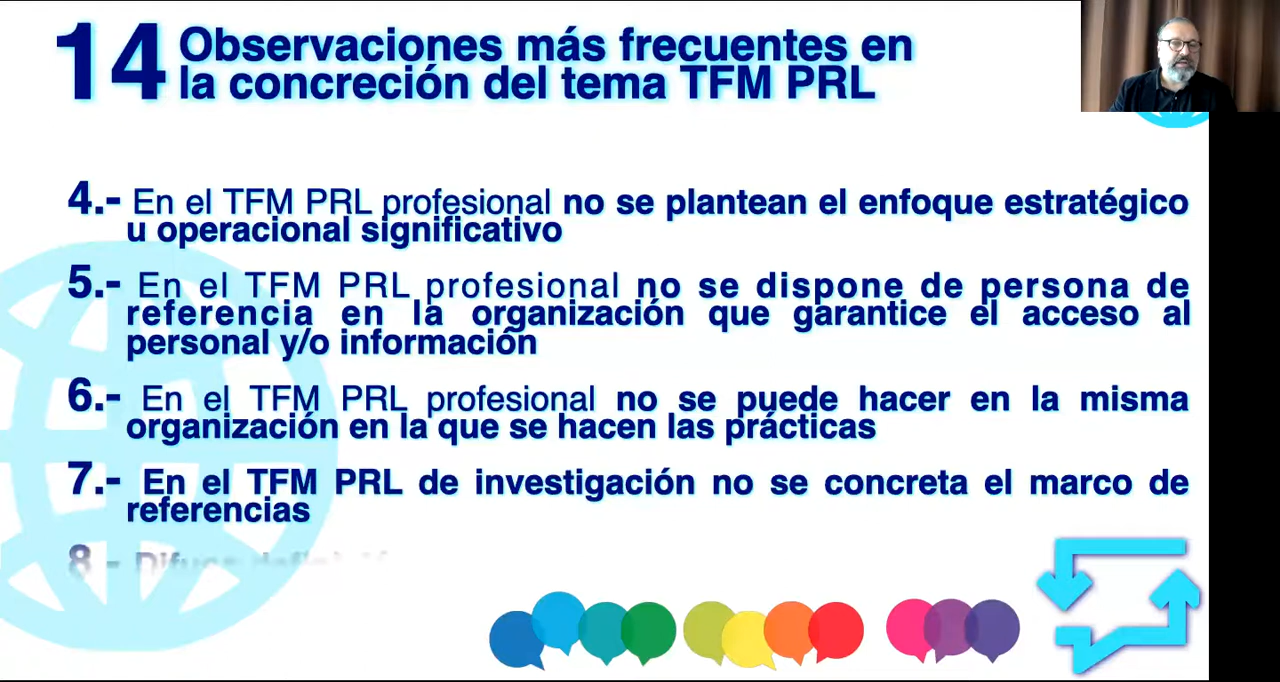 14 Observaciones más frecuentes en
la concreción del tema TFM PRL
4.- En el TFM PRL profesional no se plantean el enfoque estratégico
u operacional significativo
5.- En el TFM PRL profesional no se dispone de persona de
referencia en la organización que garantice el acceso al
personal y/o información
6.- En el TFM PRL profesional no se puede hacer en la misma
organización en la que se hacen las prácticas
7.- En el TFM PRL de investigación no se concreta el marco de
referencias
8.-